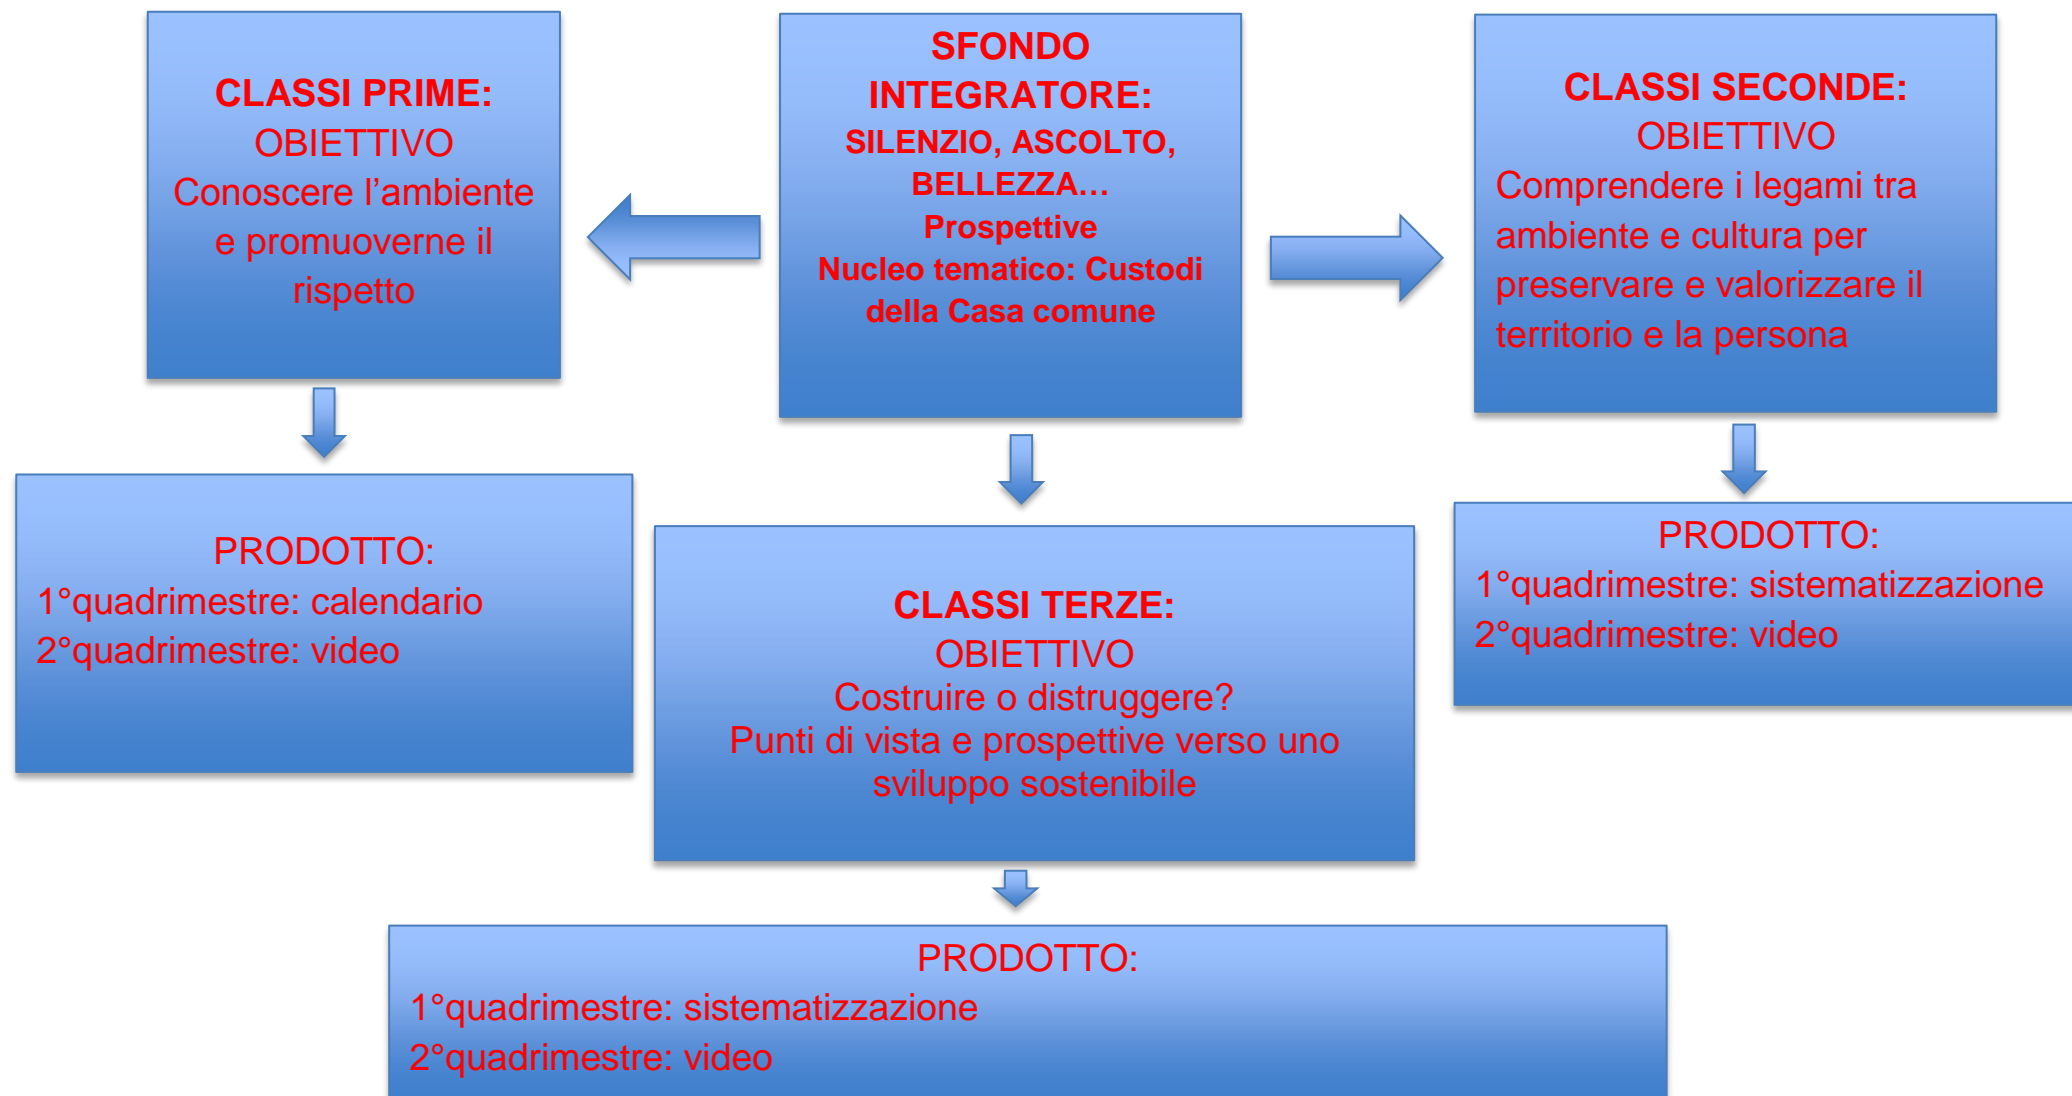 CLASSI PRIME:
OBIETTIVO
Conoscere l’ambiente
e promuoverne il
rispetto
SFONDO
INTEGRATORE:
SILENZIO, ASCOLTO,
BELLEZZA…
Prospettive
Nucleo tematico: Custodi
della Casa comune
CLASSI SECONDE:
OBIETTIVO
Comprendere i legami tra
ambiente e cultura per
preservare e valorizzare il
territorio e la persona
PRODOTTO:
1°quadrimestre: calendario
2°quadrimestre: video
CLASSI TERZE:
OBIETTIVO
Costruire o distruggere?
Punti di vista e prospettive verso uno
sviluppo sostenibile
PRODOTTO:
1°quadrimestre: sistematizzazione
2°quadrimestre: video
PRODOTTO:
1°quadrimestre: sistematizzazione
2°quadrimestre: video